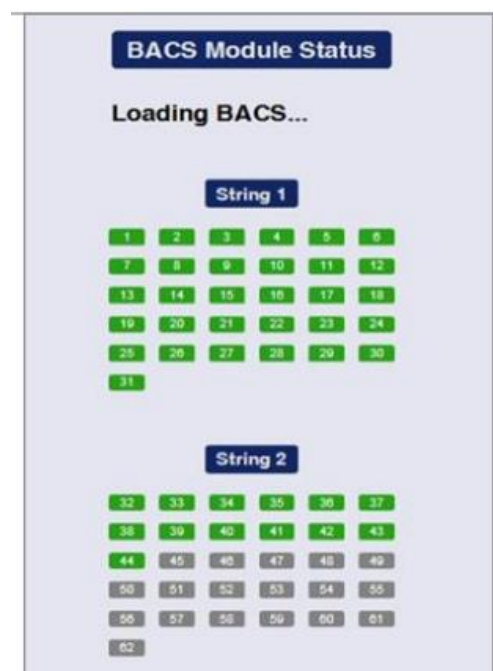 BACS Module Status
Loading BACS...
String 1
1 2 3 4 5 6
7 8 9 10 11 12
13 14 15 16 17 18
19 20 21 22 23 24
25 26 27 28 29 30
31
String 2
32 33 34 35 36 37
38 39 40 41 42 43
44 45 46 47 48 49
50 51 52 53 54 55
56 57 58 59 60 61
62